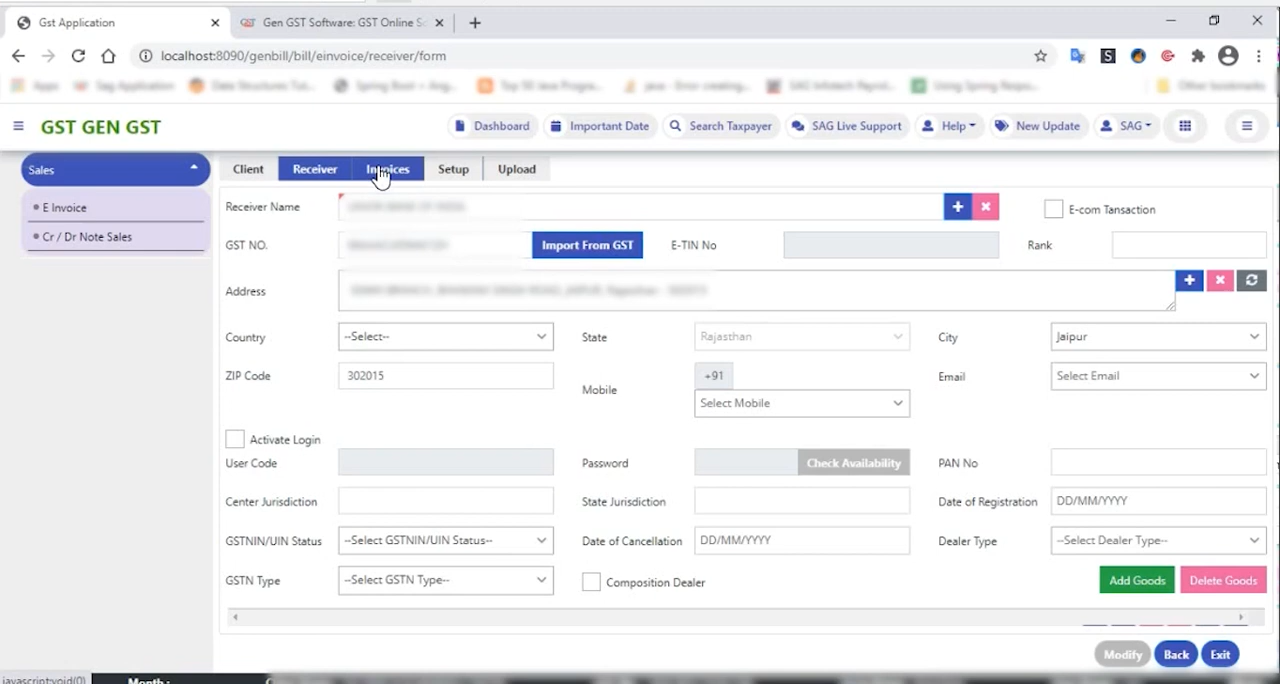 Gst Application
Gen GST Software: GST Online So
localhost:8090/genbill/bill/einvoice/receiver/form
Apps
Other bookmarks
GST GEN GST
Dashboard Important Date Search Taxpayer SAG Live Support Help New Update SAG
Sales
E Invoice
Cr / Dr Note Sales
Client Receiver Invoices Setup Upload
Receiver Name E-com Tansaction
GST NO. Import From GST E-TIN No Rank
Address
Country --Select-- State Rajasthan City Jaipur
ZIP Code 302015 Mobile +91 Select Mobile Email Select Email
Activate Login
User Code Password Check Availability PAN No
Center Jurisdiction State Jurisdiction Date of Registration DD/MM/YYYY
GSTNIN/UIN Status --Select GSTNIN/UIN Status-- Date of Cancellation DD/MM/YYYY Dealer Type --Select Dealer Type--
GSTN Type --Select GSTN Type-- Composition Dealer Add Goods Delete Goods
Modify Back Exit
javascript:void(0)
Month :